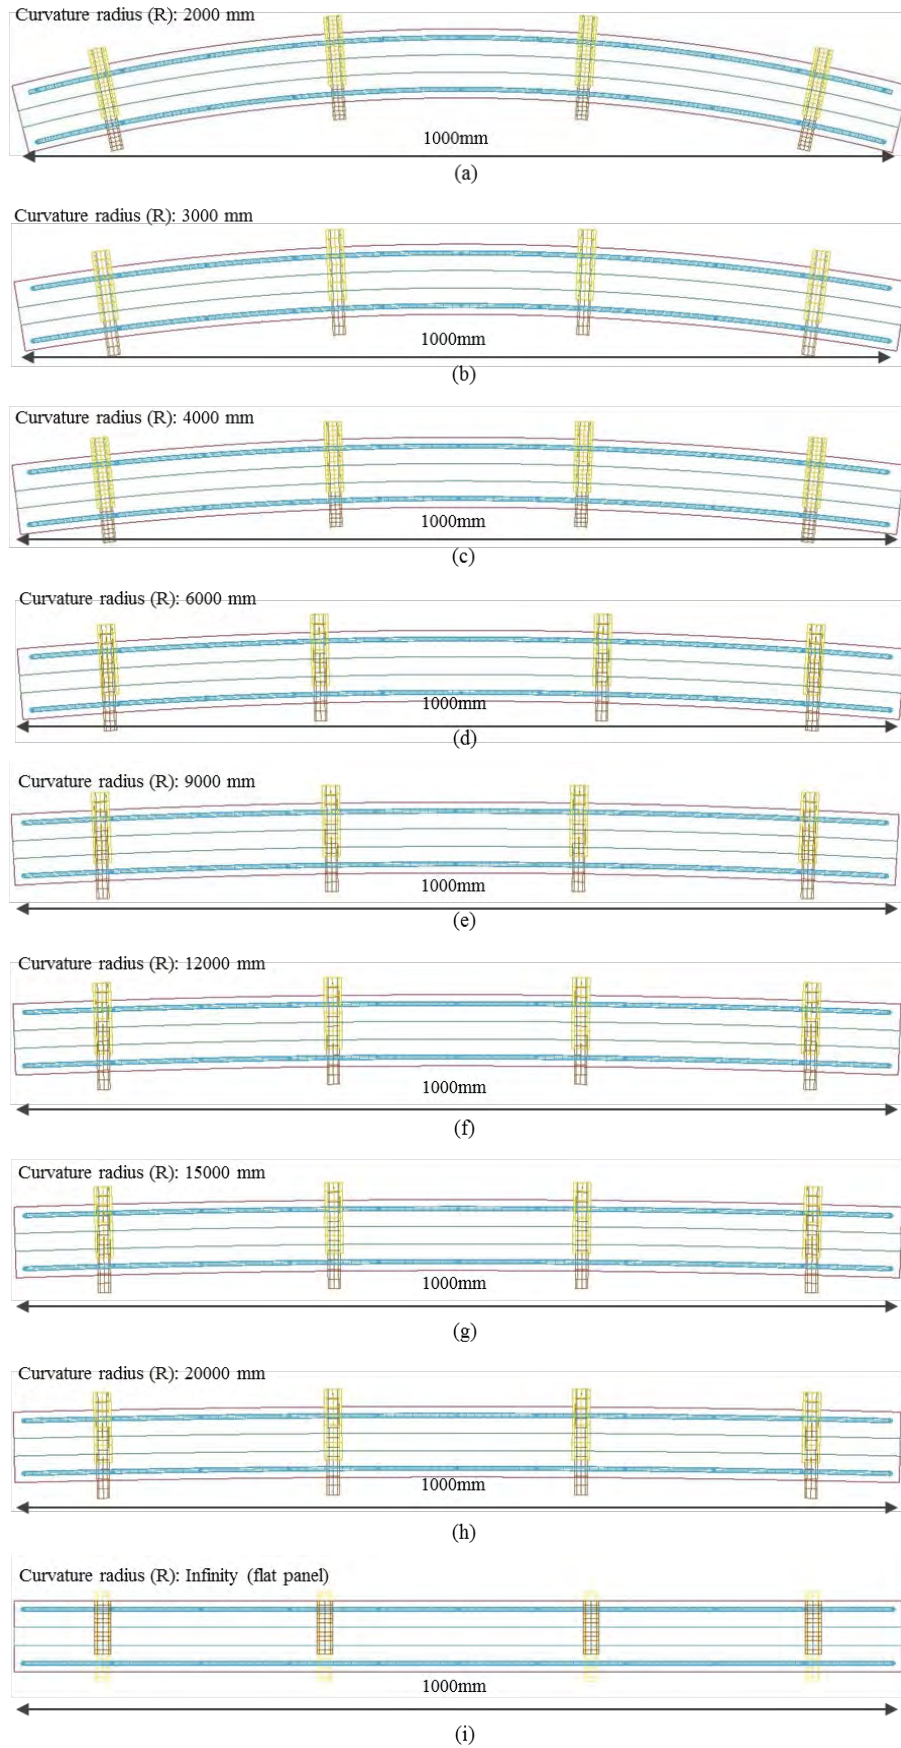 Curvature radius (R): 2000 mm
1000mm
(a)
Curvature radius (R): 3000 mm
1000mm
(b)
Curvature radius (R): 4000 mm
1000mm
(c)
Curvature radius (R): 6000 mm
1000mm
(d)
Curvature radius (R): 9000 mm
1000mm
(e)
Curvature radius (R): 12000 mm
1000mm
(f)
Curvature radius (R): 15000 mm
1000mm
(g)
Curvature radius (R): 20000 mm
1000mm
(h)
Curvature radius (R): Infinity (flat panel)
1000mm
(i)